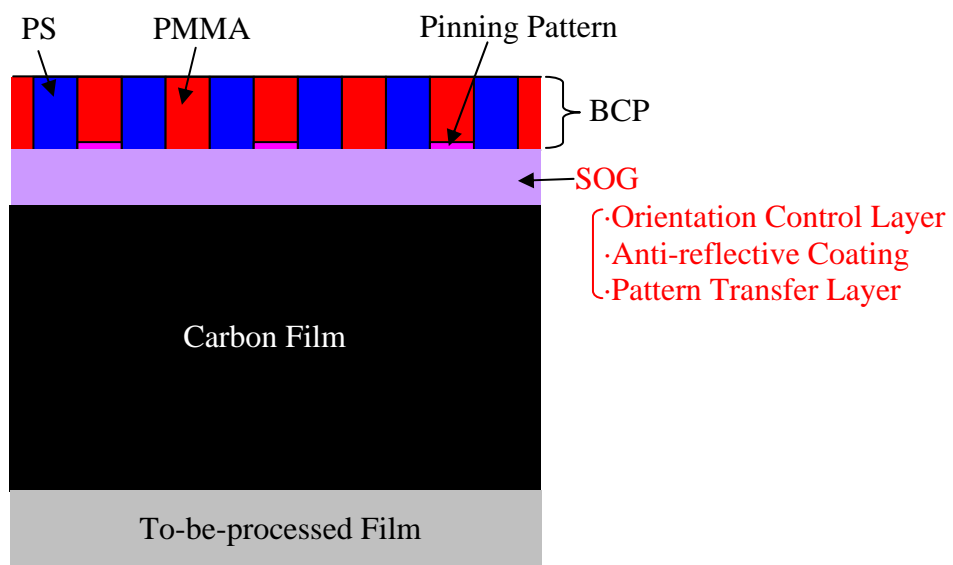 PS
PMMA
Pinning Pattern
BCP
SOG
·Orientation Control Layer
·Anti-reflective Coating
·Pattern Transfer Layer
Carbon Film
To-be-processed Film